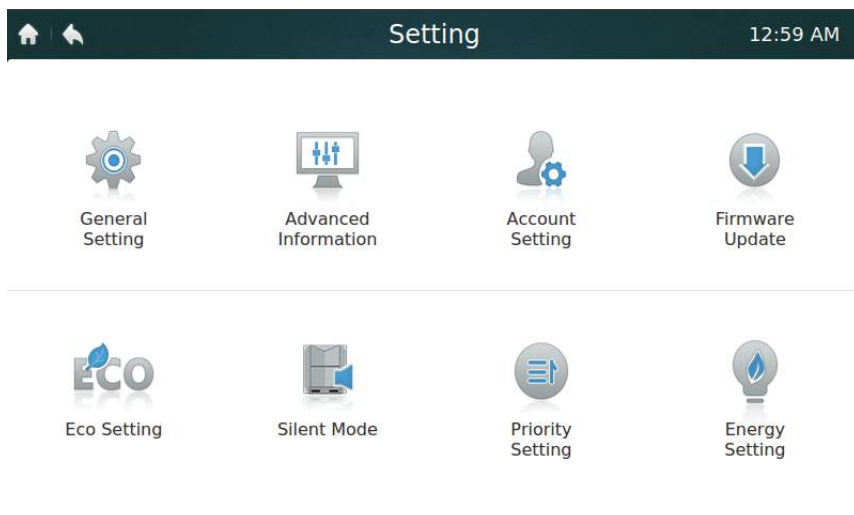 Setting
12:59 AM
General
Setting
Advanced
Information
Account
Setting
Firmware
Update
ECO
Eco Setting
Silent Mode
Priority
Setting
Energy
Setting